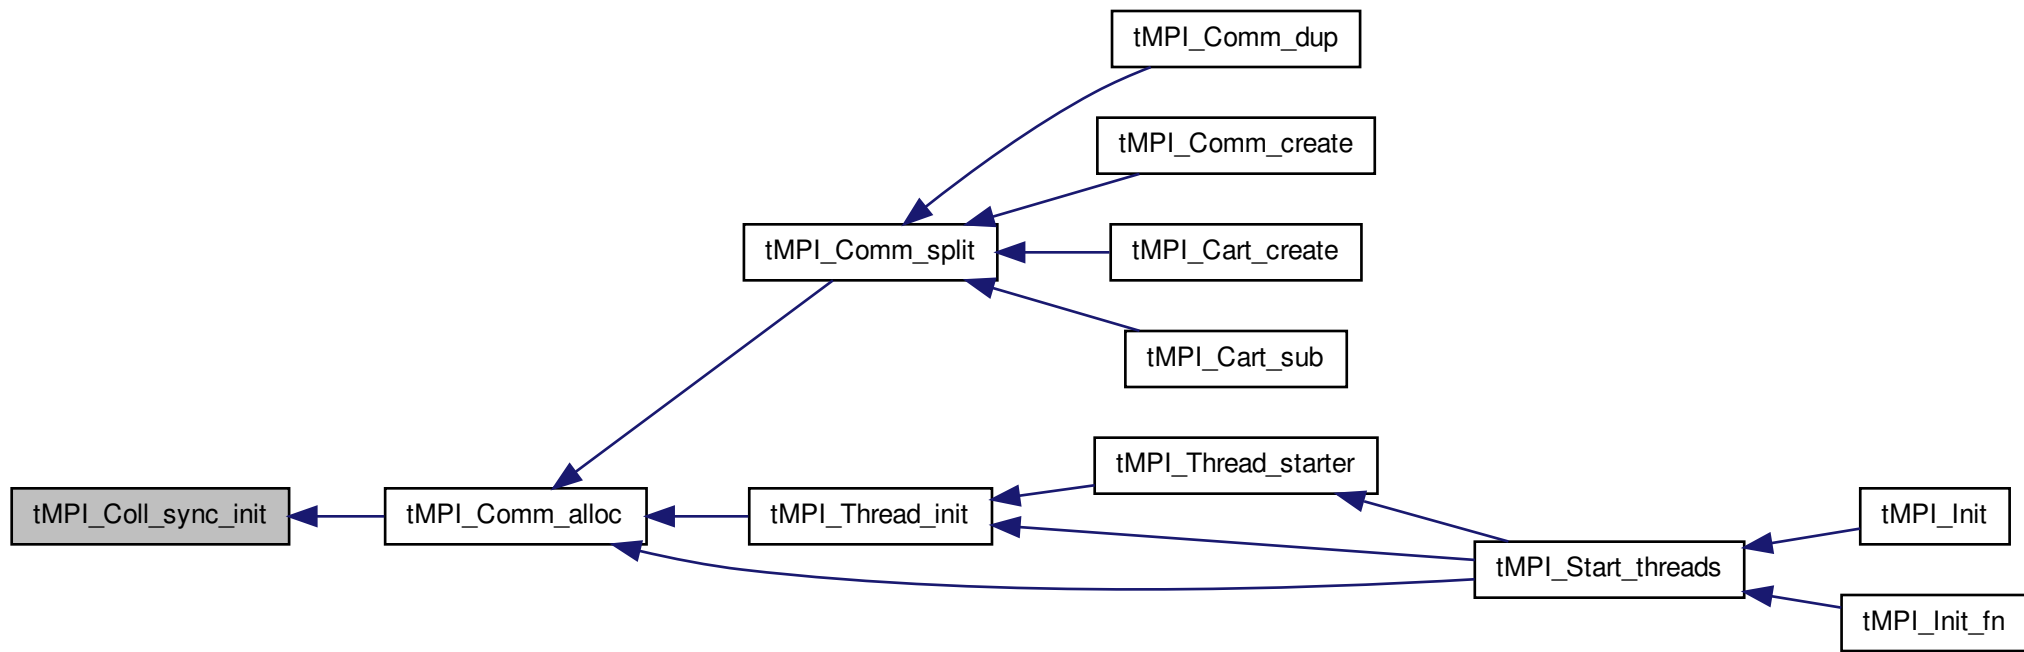 tMPI_Comm_dup
tMPI_Comm_create
tMPI_Comm_split
tMPI_Cart_create
tMPI_Cart_sub
tMPI_Thread_starter
tMPI_Coll_sync_init
tMPI_Comm_alloc
tMPI_Thread_init
tMPI_Init
tMPI_Start_threads
tMPI_Init_fn